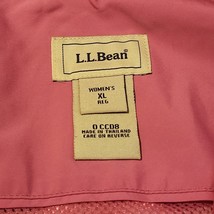 L.L.Bean®
WOMEN'S
XL
REG
0 CC08
MADE IN THAILAND
CARE ON REVERSE